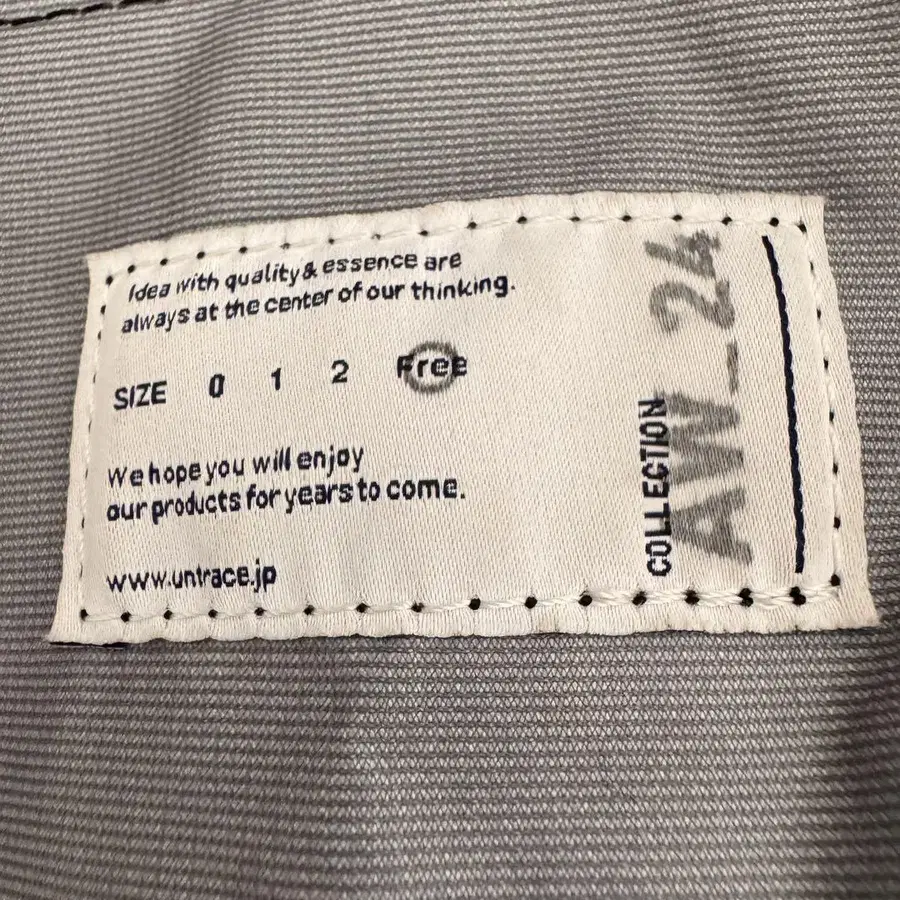 Idea with quality & essence are
always at the center of our thinking.
SIZE 0 1 2 Free
We hope you will enjoy
our products for years to come.
www.untrace.jp
COLLECTION
AW_24